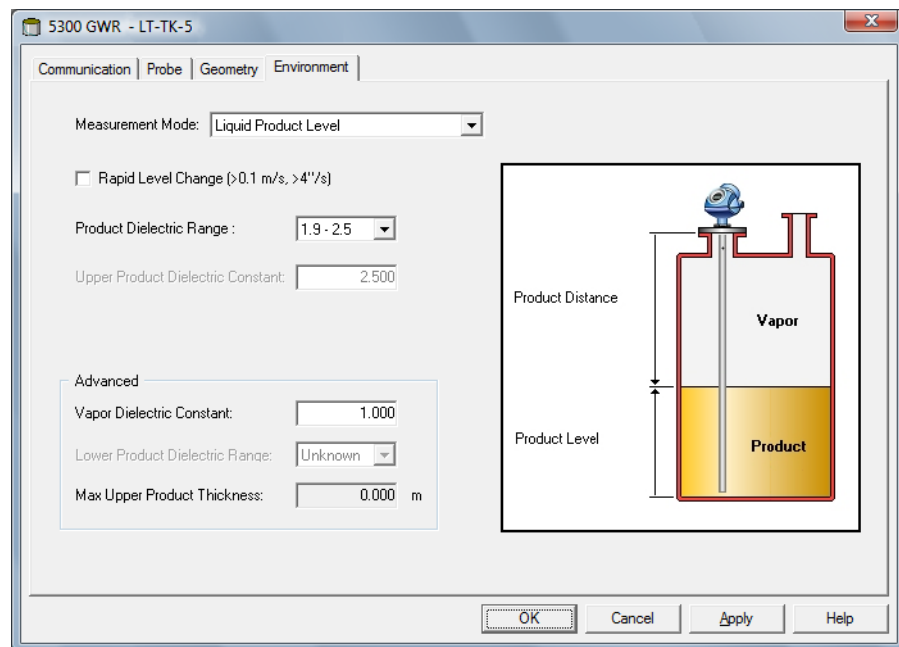 5300 GWR - LT-TK-5
Communication Probe Geometry Environment
Measurement Mode: Liquid Product Level
Rapid Level Change (>0.1 m/s, >4''/s)
Product Dielectric Range : 1.9 - 2.5
Upper Product Dielectric Constant: 2.500
Product Distance
Vapor
Advanced
Vapor Dielectric Constant: 1.000
Lower Product Dielectric Range: Unknown
Max Upper Product Thickness: 0.000 m
Product Level
Product
OK Cancel Apply Help